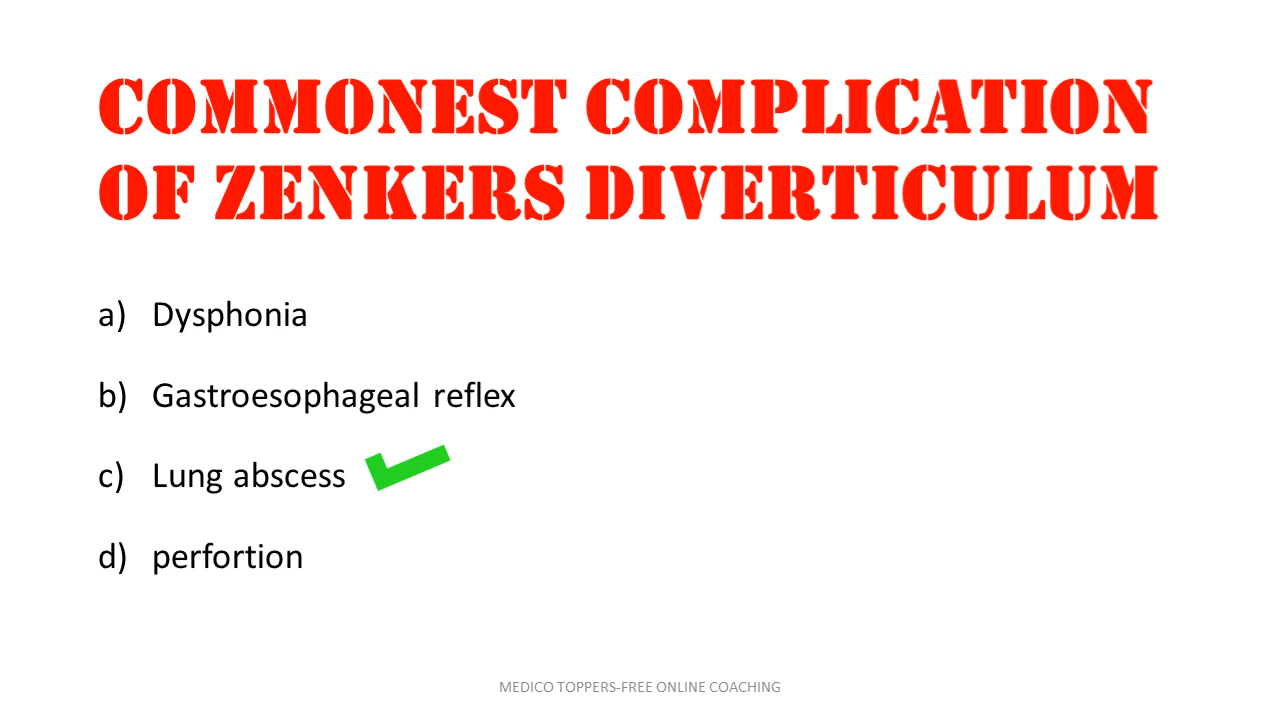 COMMONEST COMPLICATION
OF ZENKERS DIVERTICULUM
a) Dysphonia
b) Gastroesophageal reflex
c) Lung abscess
d) perfortion
MEDICO TOPPERS-FREE ONLINE COACHING